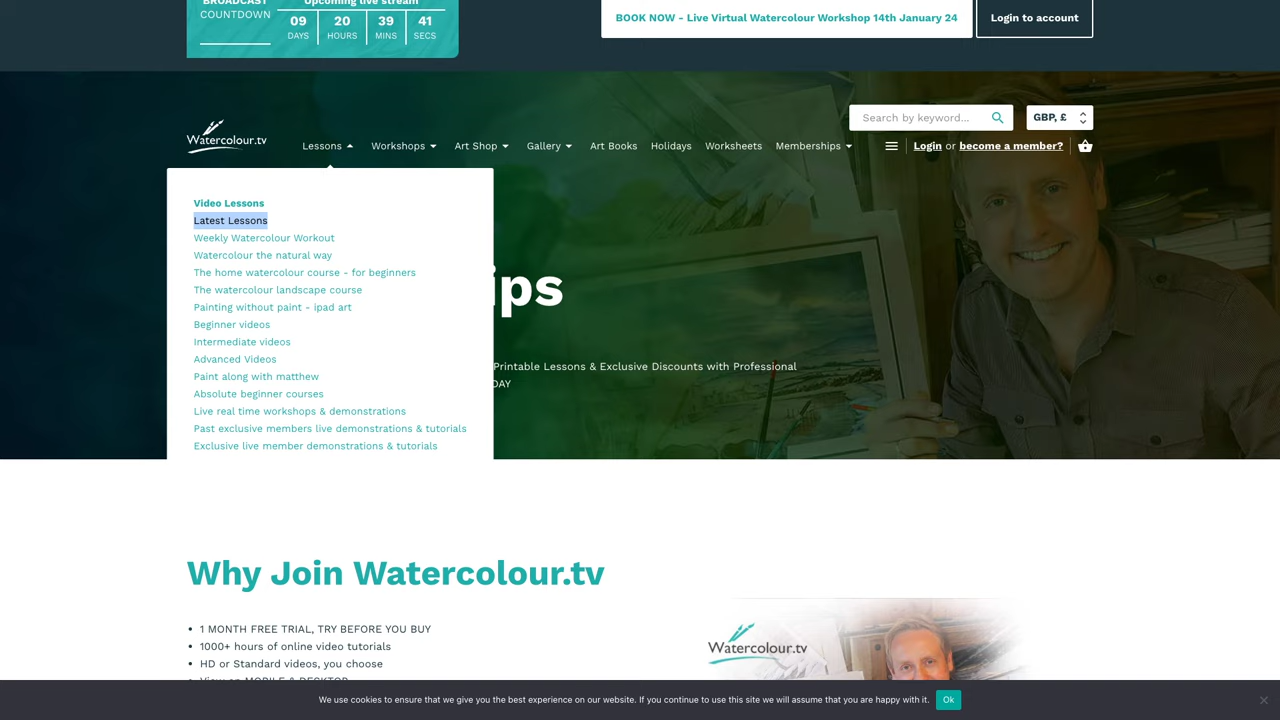 BROADCAST
COUNTDOWN
Upcoming live stream
09 20 39 41
DAYS HOURS MINS SECS
BOOK NOW - Live Virtual Watercolour Workshop 14th January 24
Login to account
Search by keyword...
GBP, £
Watercolour.tv
Lessons Workshops Art Shop Gallery Art Books Holidays Worksheets Memberships
Login or become a member?
Video Lessons
Latest Lessons
Weekly Watercolour Workout
Watercolour the natural way
The home watercolour course - for beginners
The watercolour landscape course
Painting without paint - ipad art
Beginner videos
Intermediate videos
Advanced Videos
Paint along with matthew
Absolute beginner courses
Live real time workshops & demonstrations
Past exclusive members live demonstrations & tutorials
Exclusive live member demonstrations & tutorials
ips
Printable Lessons & Exclusive Discounts with Professional
DAY
Why Join Watercolour.tv
• 1 MONTH FREE TRIAL, TRY BEFORE YOU BUY
• 1000+ hours of online video tutorials
• HD or Standard videos, you choose
• View on MOBILE & DESKTOP
Watercolour.tv
We use cookies to ensure that we give you the best experience on our website. If you continue to use this site we will assume that you are happy with it.
Ok